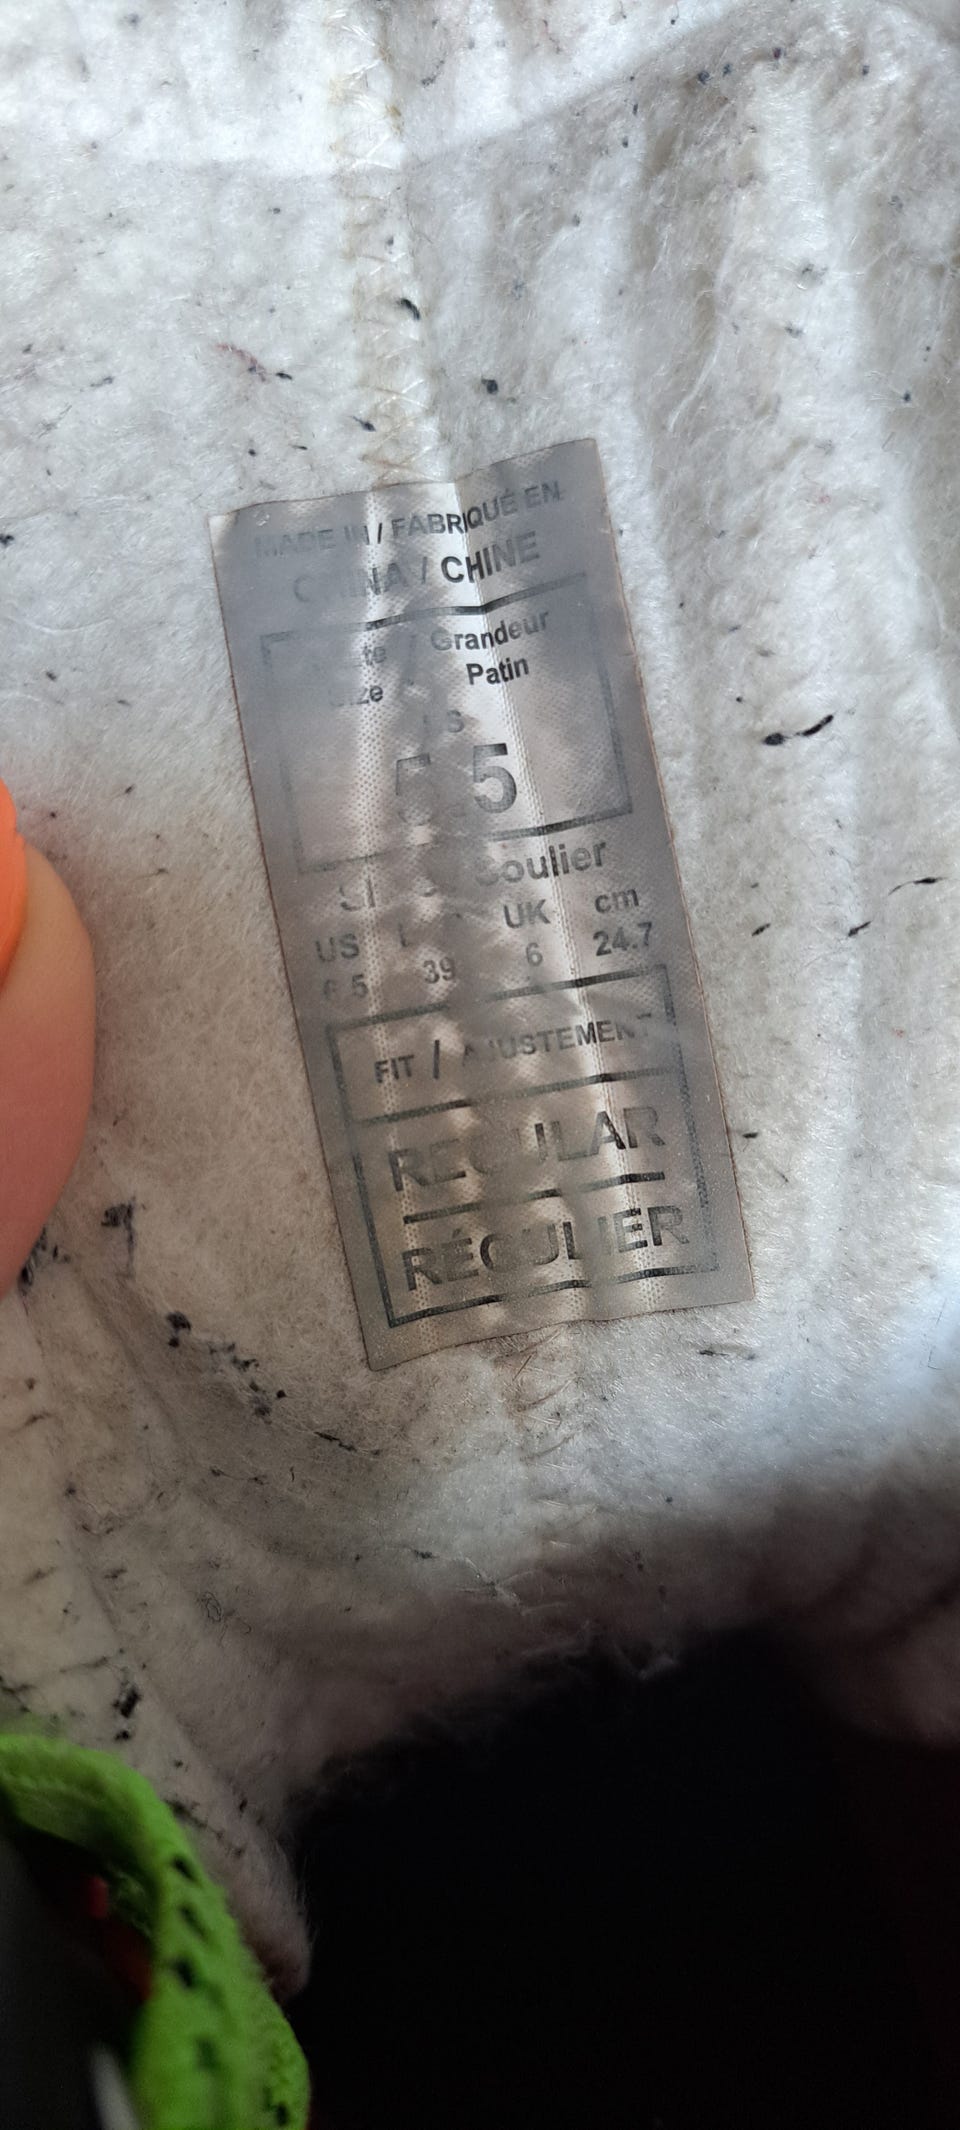 MADE IN / FABRIQUÉ EN
CHINA / CHINE
/ Grandeur
Patin
5 5
Soulier
US UK cm
39 6 24.7
FIT / AJUSTEMENT
REGULAR
RÉGULIER